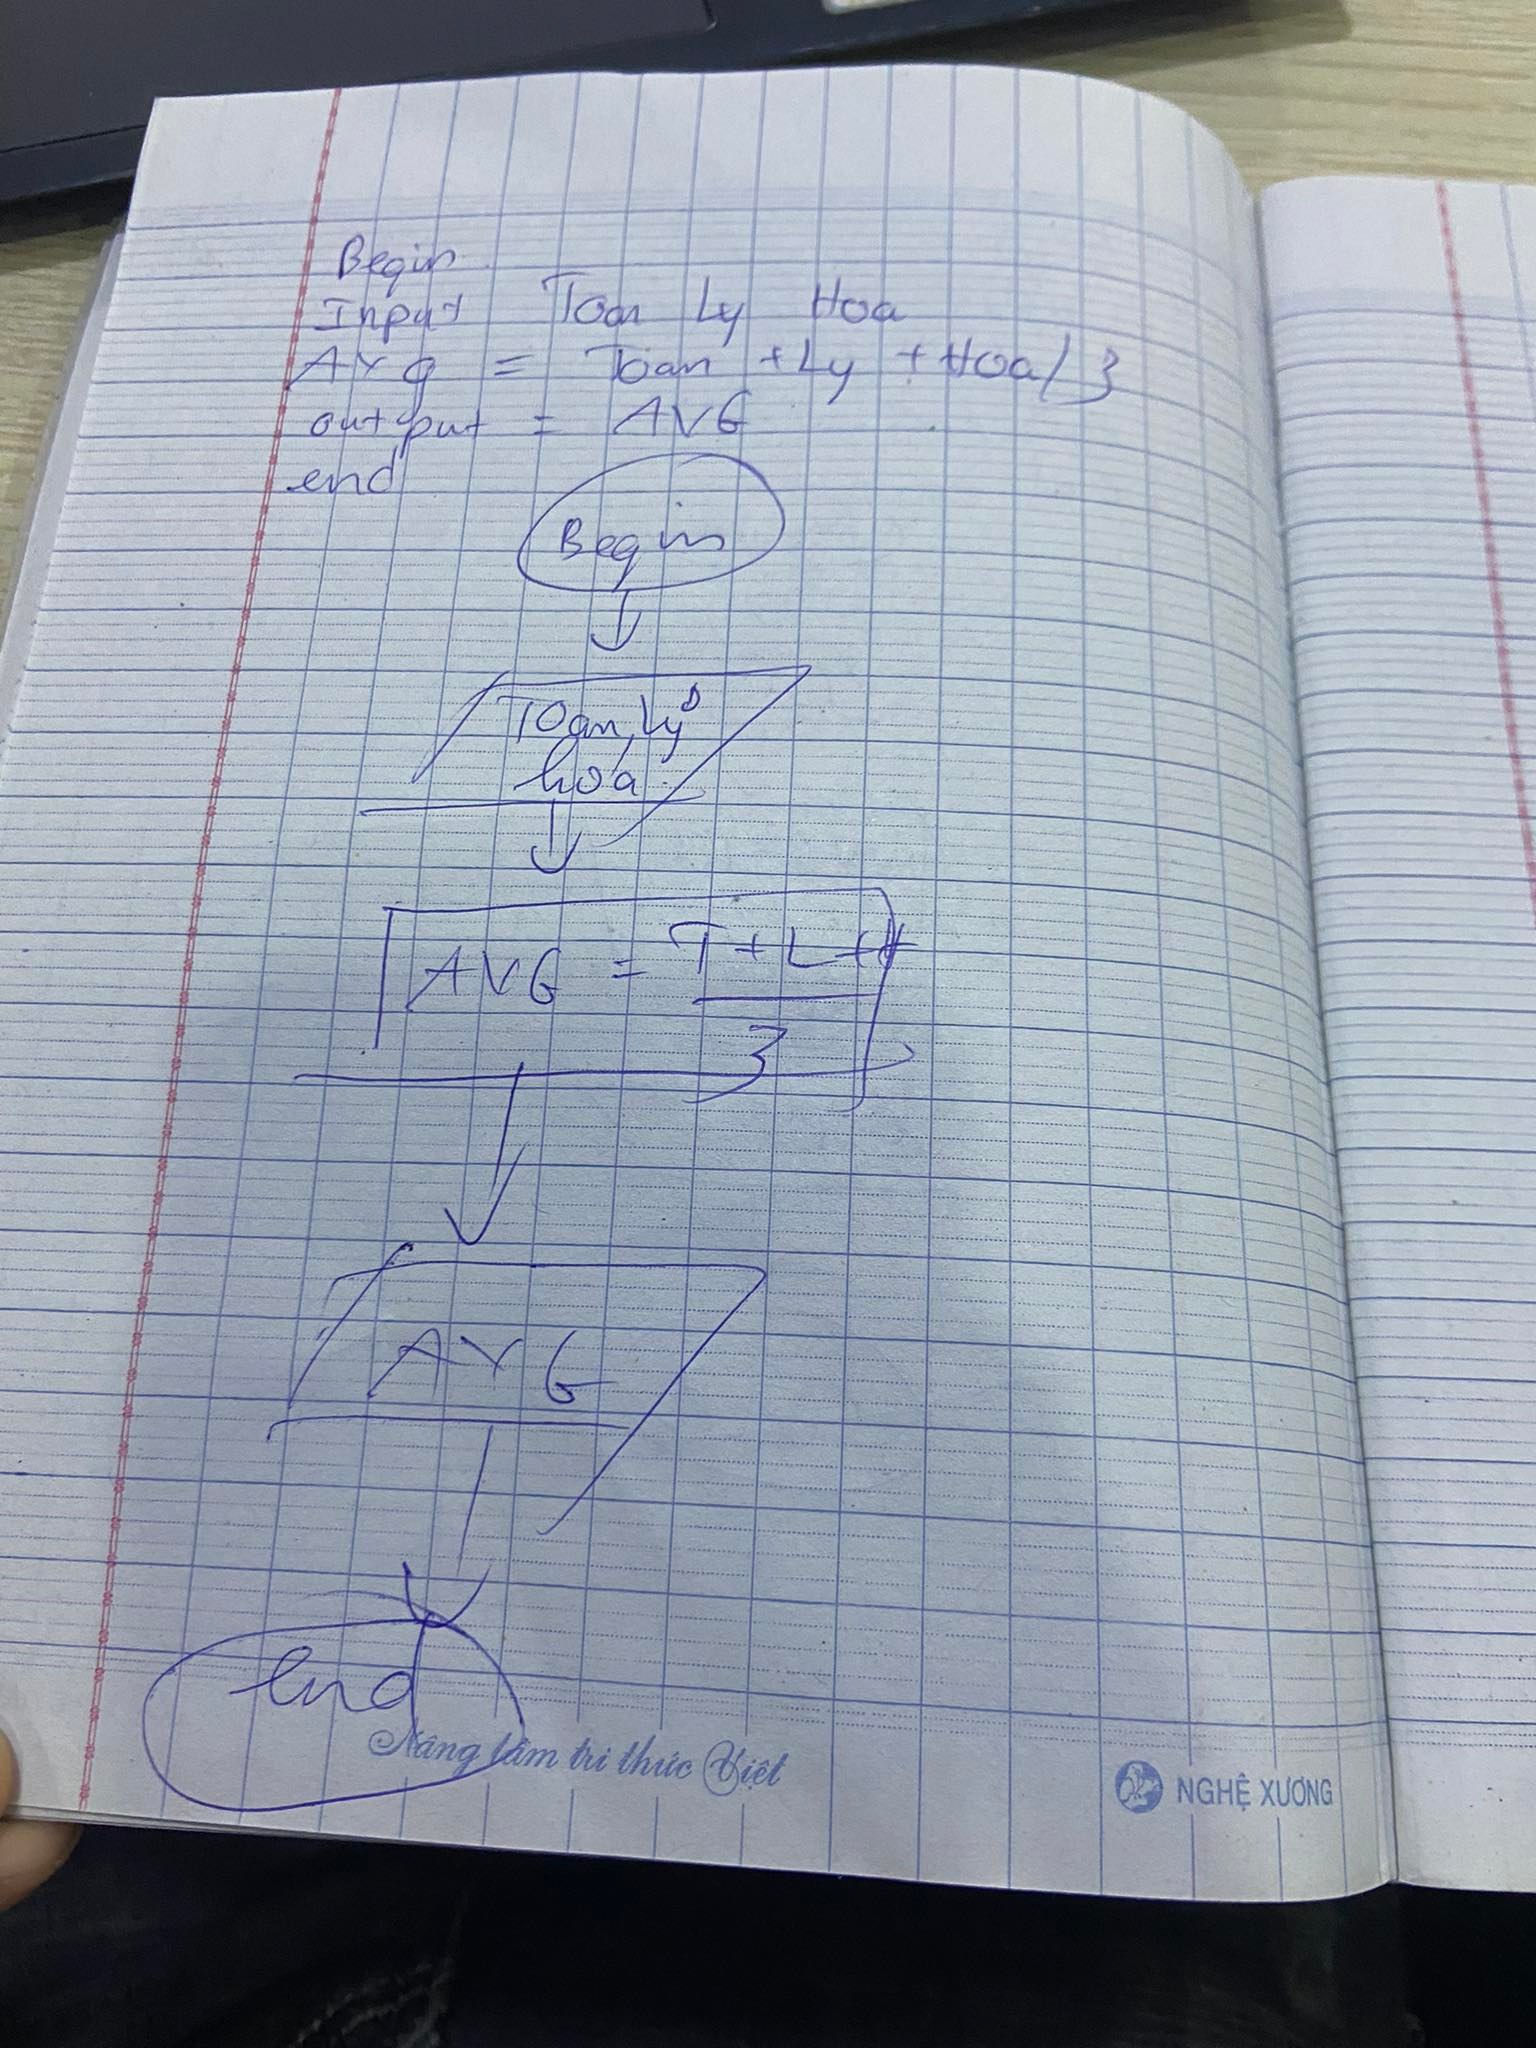 Begin
Input Toan Ly Hoa
AVG = Toan + Ly + Hoa / 3
output = AVG
end
Begin
Toan, Ly,
hoa
AVG = T + L + H
3
AVG
end
Nâng tầm tri thức Việt
NGHỆ XƯƠNG